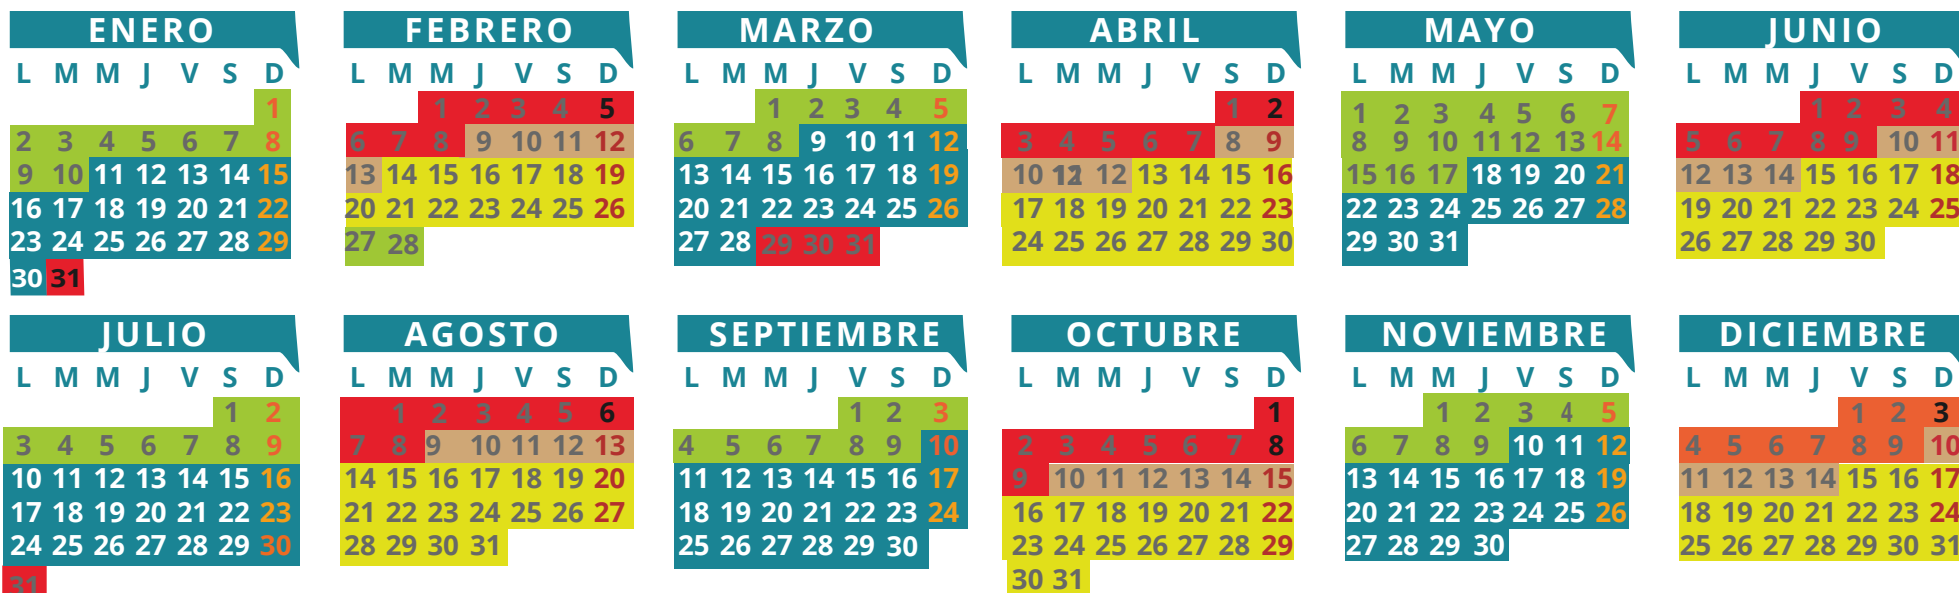 ENERO
L M M J V S D
1
2 3 4 5 6 7 8
9 10 11 12 13 14 15
16 17 18 19 20 21 22
23 24 25 26 27 28 29
30 31
FEBRERO
L M M J V S D
1 2 3 4 5
6 7 8 9 10 11 12
13 14 15 16 17 18 19
20 21 22 23 24 25 26
27 28
MARZO
L M M J V S D
1 2 3 4 5
6 7 8 9 10 11 12
13 14 15 16 17 18 19
20 21 22 23 24 25 26
27 28 29 30 31
ABRIL
L M M J V S D
1 2
3 4 5 6 7 8 9
10 12 13 14 15 16
17 18 19 20 21 22 23
24 25 26 27 28 29 30
MAYO
L M M J V S D
1 2 3 4 5 6 7
8 9 10 11 12 13 14
15 16 17 18 19 20 21
22 23 24 25 26 27 28
29 30 31
JUNIO
L M M J V S D
1 2 3 4
5 6 7 8 9 10 11
12 13 14 15 16 17 18
19 20 21 22 23 24 25
26 27 28 29 30
JULIO
L M M J V S D
1 2
3 4 5 6 7 8 9
10 11 12 13 14 15 16
17 18 19 20 21 22 23
24 25 26 27 28 29 30
31
AGOSTO
L M M J V S D
1 2 3 4 5 6
7 8 9 10 11 12 13
14 15 16 17 18 19 20
21 22 23 24 25 26 27
28 29 30 31
SEPTIEMBRE
L M M J V S D
1 2 3
4 5 6 7 8 9 10
11 12 13 14 15 16 17
18 19 20 21 22 23 24
25 26 27 28 29 30
OCTUBRE
L M M J V S D
1
2 3 4 5 6 7 8
9 10 11 12 13 14 15
16 17 18 19 20 21 22
23 24 25 26 27 28 29
30 31
NOVIEMBRE
L M M J V S D
1 2 3 4 5
6 7 8 9 10 11 12
13 14 15 16 17 18 19
20 21 22 23 24 25 26
27 28 29 30
DICIEMBRE
L M M J V S D
1 2 3
4 5 6 7 8 9 10
11 12 13 14 15 16 17
18 19 20 21 22 23 24
25 26 27 28 29 30 31